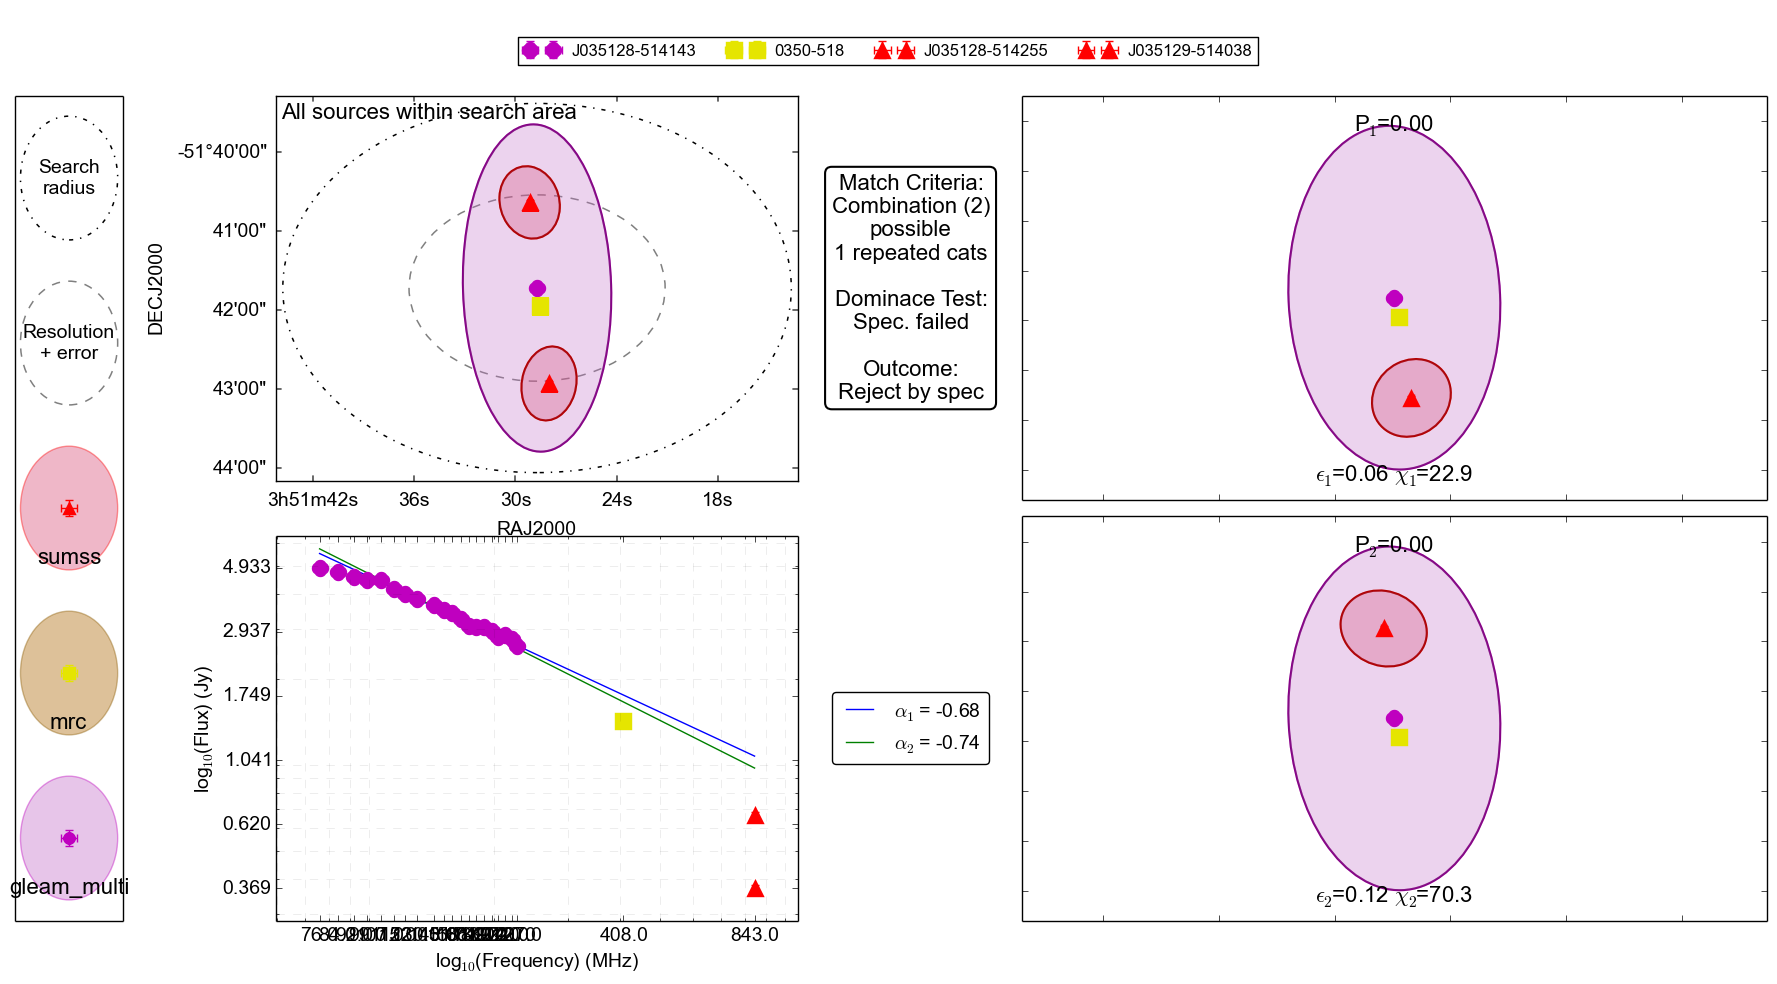 J035128-514143 0350-518 J035128-514255 J035129-514038
Search
radius
Resolution
+ error
sumss
mrc
gleam_multi
All sources within search area
DECJ2000
-51°40'00"
41'00"
42'00"
43'00"
44'00"
3h51m42s 36s 30s 24s 18s
RAJ2000
Match Criteria:
Combination (2)
possible
1 repeated cats
Dominace Test:
Spec. failed
Outcome:
Reject by spec
P1=0.00
ϵ1=0.06 χ1=22.9
log10(Flux) (Jy)
4.933
2.937
1.749
1.041
0.620
0.369
408.0 843.0
log10(Frequency) (MHz)
α1 = -0.68
α2 = -0.74
P2=0.00
ϵ2=0.12 χ2=70.3